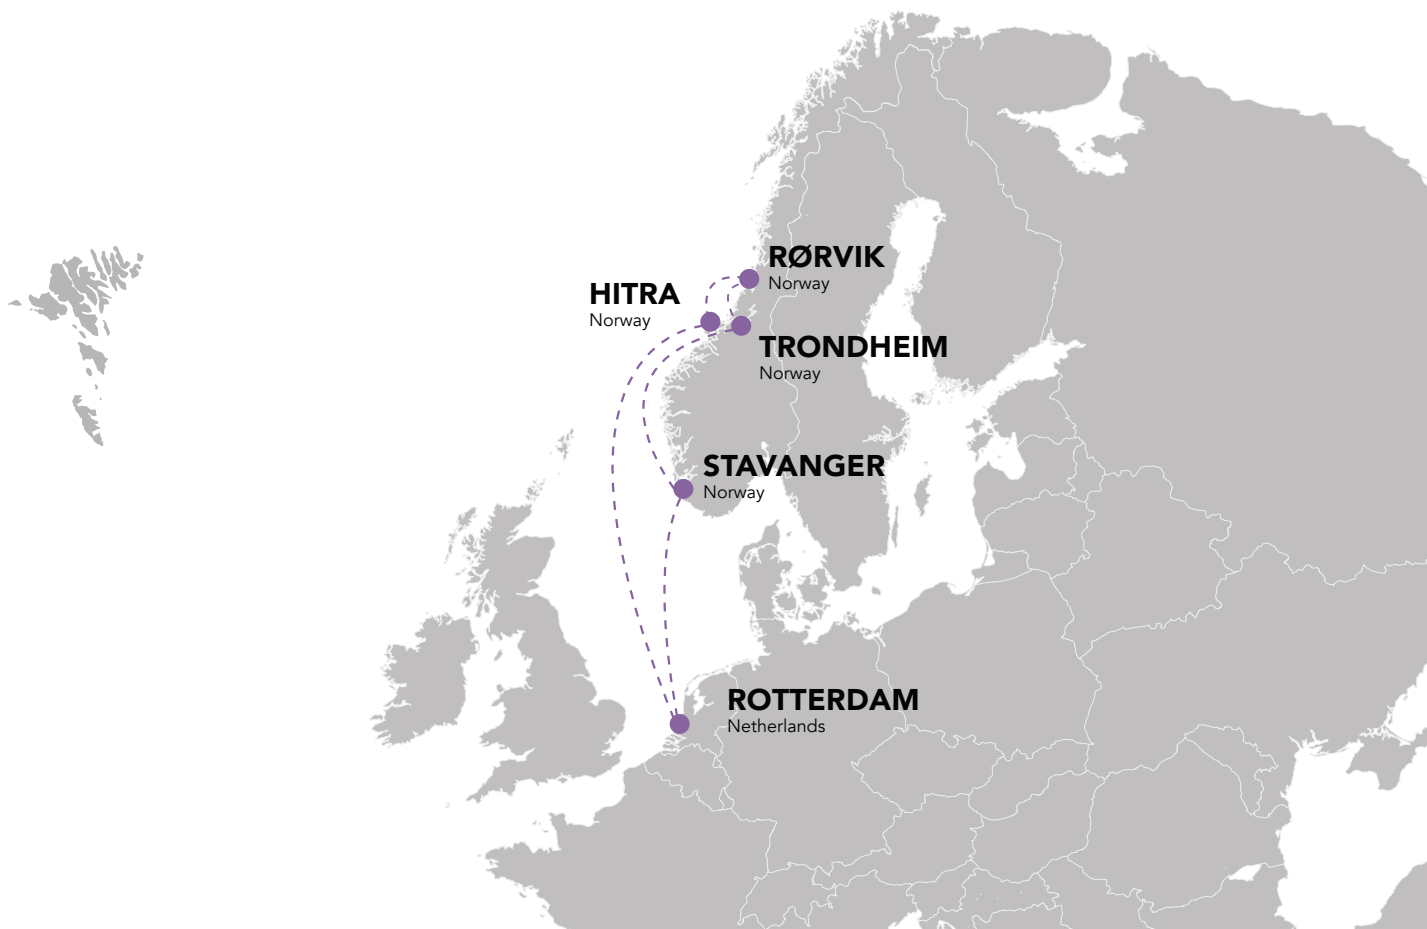 RØRVIK
Norway
HITRA
Norway
TRONDHEIM
Norway
STAVANGER
Norway
ROTTERDAM
Netherlands